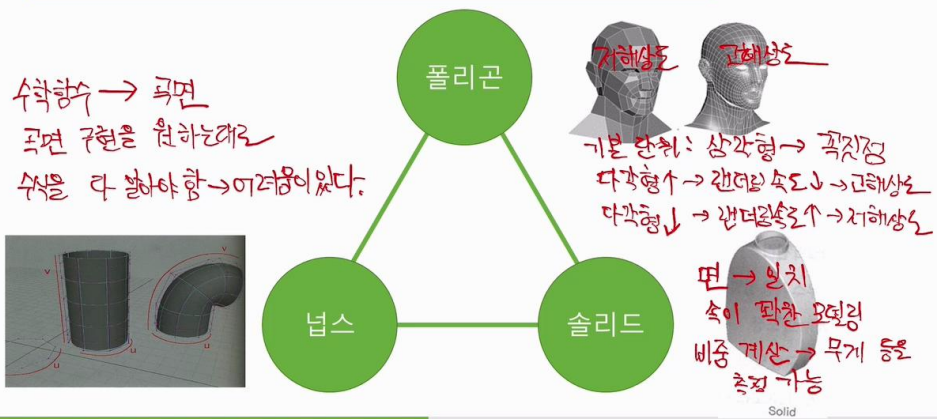 폴리곤
저해상도
고해상도
수학함수 → 곡면
곡면 구현을 원하는대로
수식을 다 알아야 함 → 어려움이있다.
기본 단위: 삼각형 → 꼭짓점
다각형↑ → 랜더링 속도↓ → 고해상도
다각형↓ → 랜더링속도↑ → 저해상도
넙스
V
u
V
u
솔리드
면 → 일치
속이 꽉찬 모델링
비중 계산 → 무게 등을
측정 가능
Solid